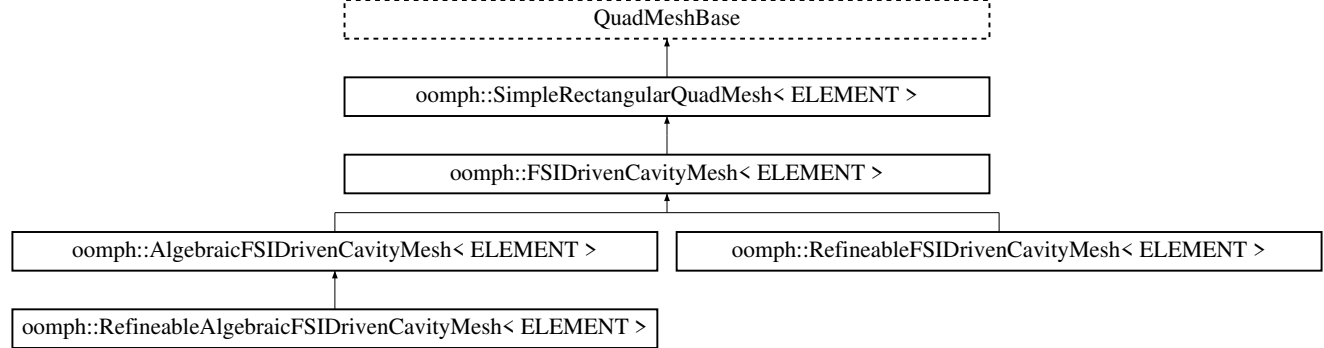 QuadMeshBase
oomph::SimpleRectangularQuadMesh< ELEMENT >
oomph::FSIDrivenCavityMesh< ELEMENT >
oomph::AlgebraicFSIDrivenCavityMesh< ELEMENT >
oomph::RefineableFSIDrivenCavityMesh< ELEMENT >
oomph::RefineableAlgebraicFSIDrivenCavityMesh< ELEMENT >